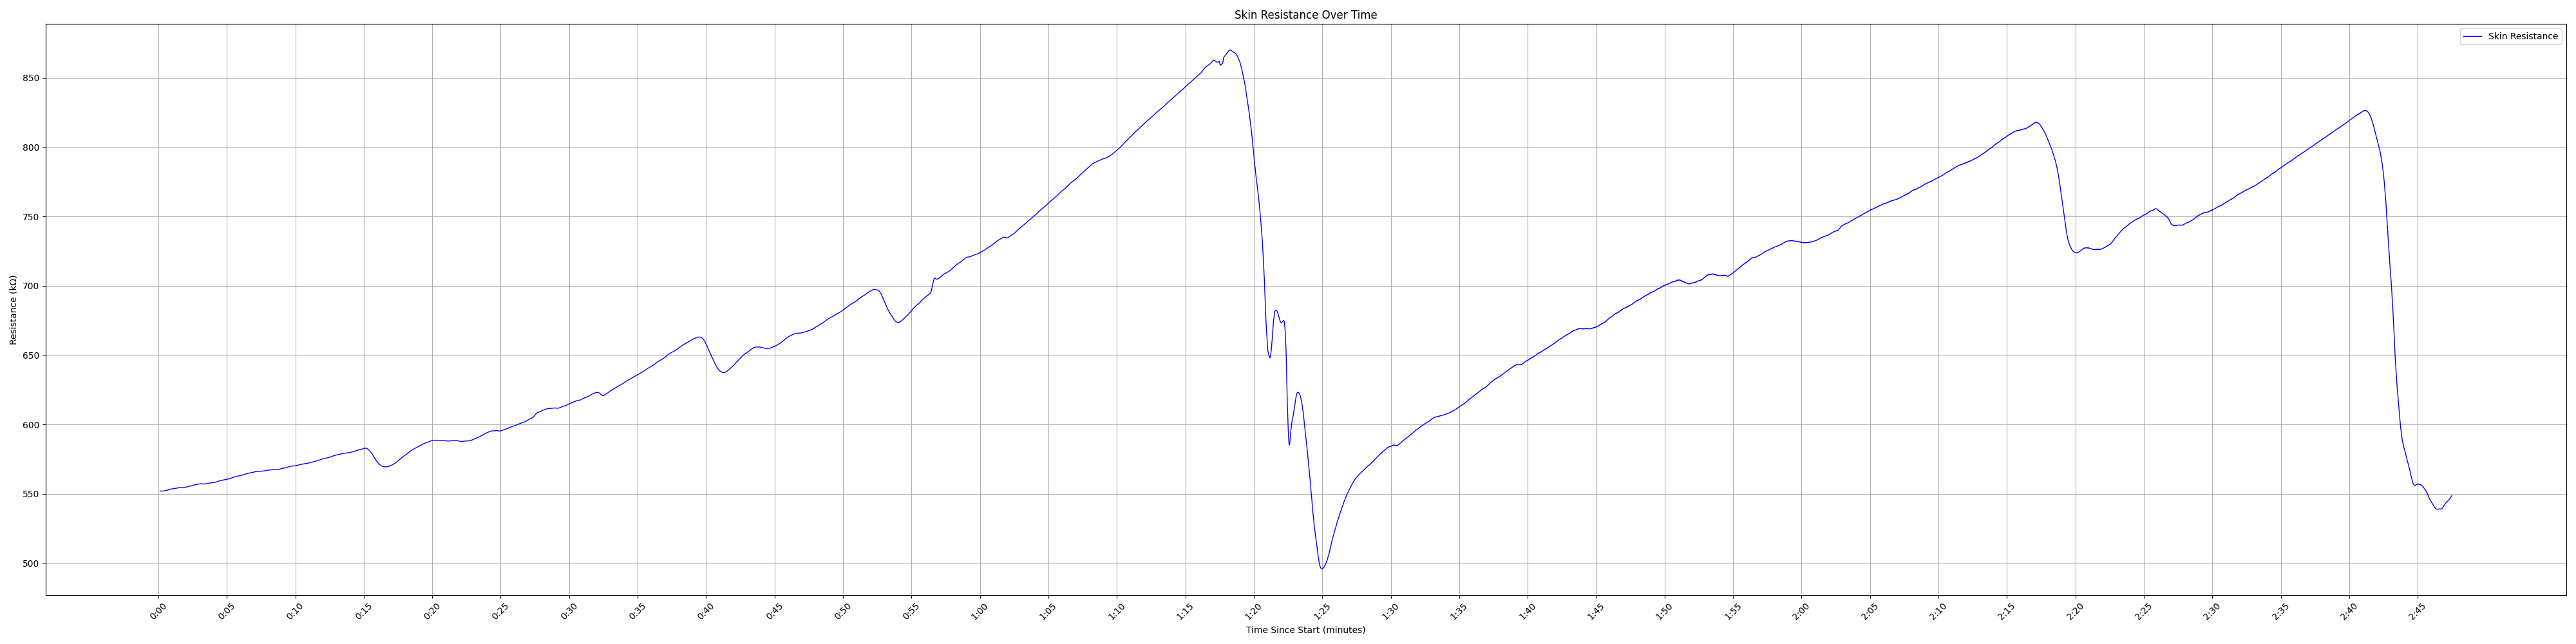 Skin Resistance Over Time
Skin Resistance
Resistance (kΩ)
850
800
750
700
650
600
550
500
0:00 0:05 0:10 0:15 0:20 0:25 0:30 0:35 0:40 0:45 0:50 0:55 1:00 1:05 1:10 1:15 1:20 1:25 1:30 1:35 1:40 1:45 1:50 1:55 2:00 2:05 2:10 2:15 2:20 2:25 2:30 2:35 2:40 2:45
Time Since Start (minutes)